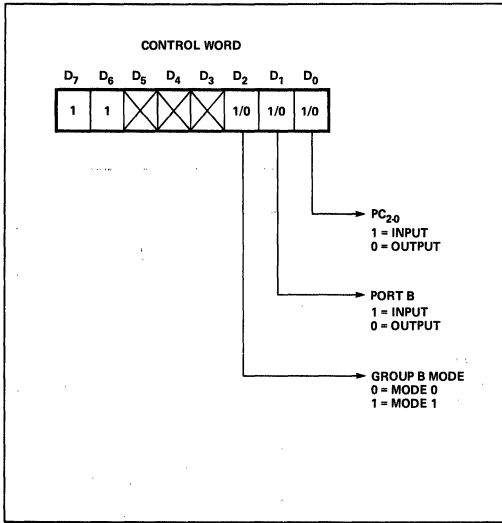 CONTROL WORD
D7 D6 D5 D4 D3 D2 D1 D0
1 1 1/0 1/0 1/0
PC2-0
1 = INPUT
0 = OUTPUT
PORT B
1 = INPUT
0 = OUTPUT
GROUP B MODE
0 = MODE 0
1 = MODE 1